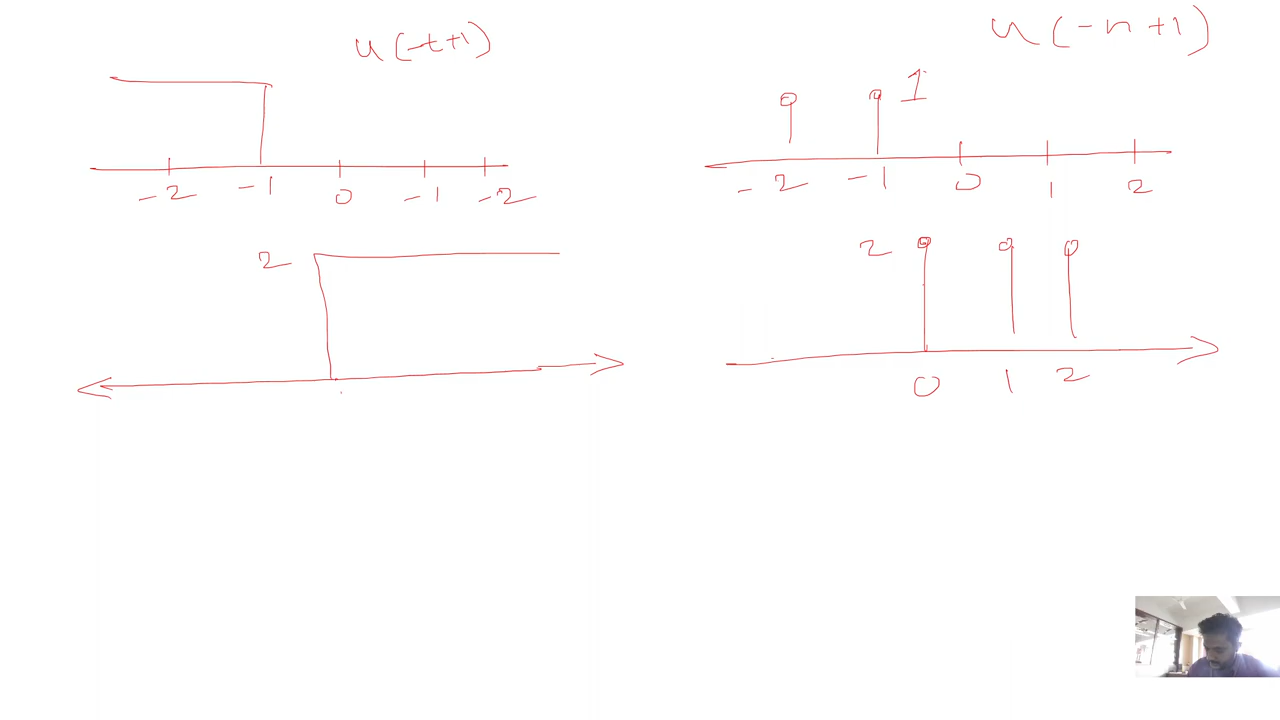 u(-t+1)
u(-n+1)
1
-2 -1 0 -1 -2
-2 -1 0 1 2
2
2
0 1 2